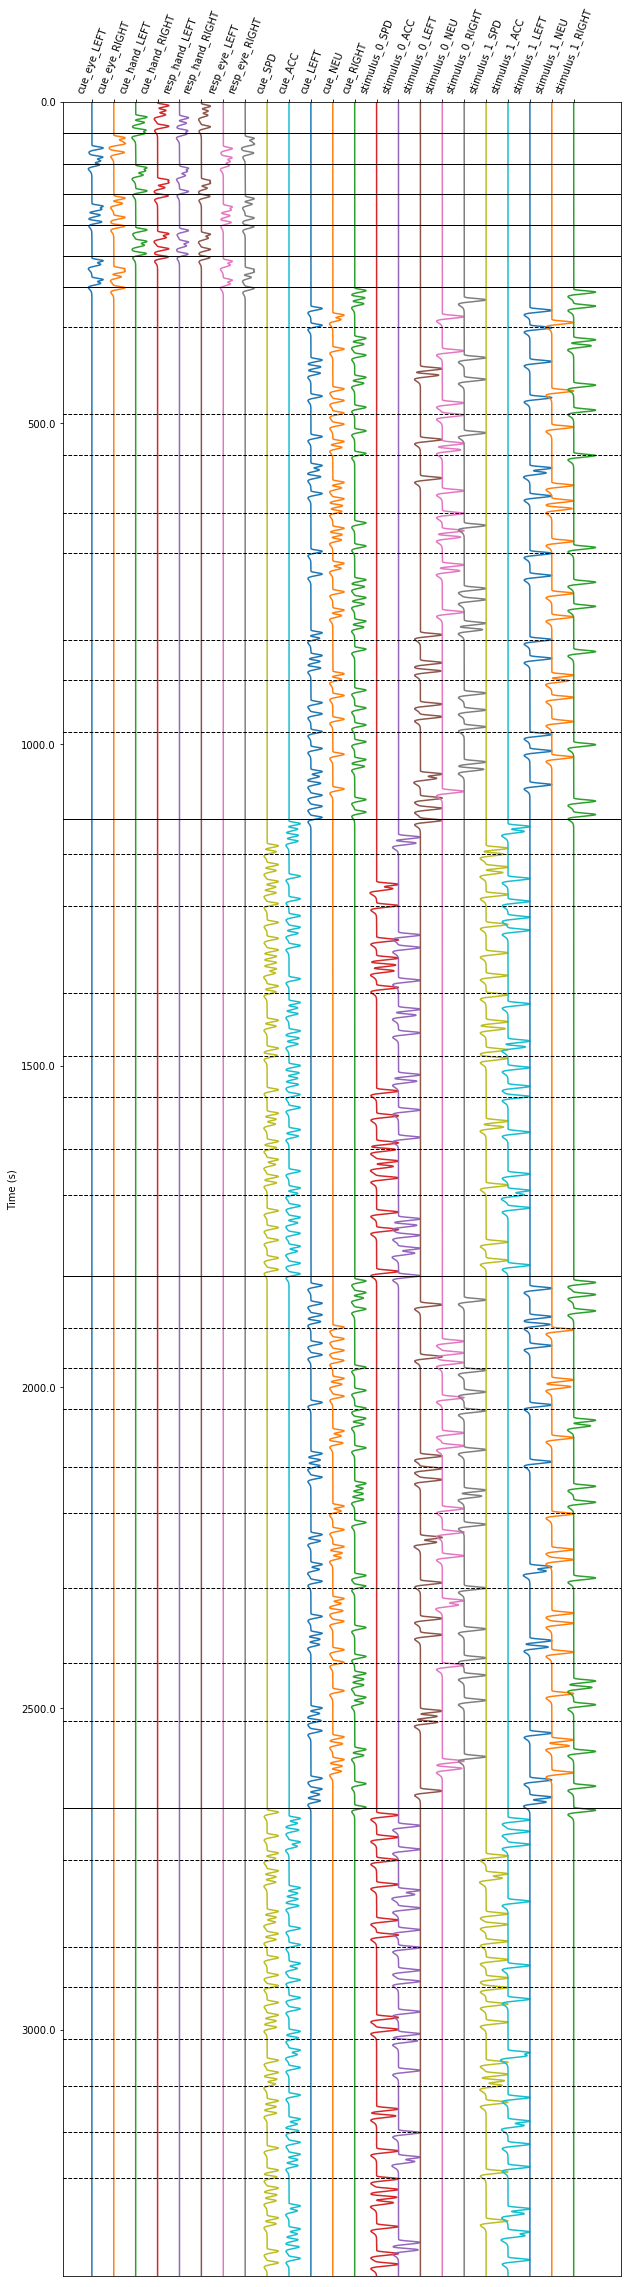 cue_eye_LEFT
cue_eye_RIGHT
cue_hand_LEFT
cue_hand_RIGHT
resp_hand_LEFT
resp_hand_RIGHT
resp_eye_LEFT
resp_eye_RIGHT
cue_SPD
cue_ACC
cue_LEFT
cue_NEU
cue_RIGHT
stimulus_0_SPD
stimulus_0_ACC
stimulus_0_LEFT
stimulus_0_NEU
stimulus_0_RIGHT
stimulus_1_SPD
stimulus_1_ACC
stimulus_1_LEFT
stimulus_1_NEU
stimulus_1_RIGHT
0.0
500.0
1000.0
1500.0
Time (s)
2000.0
2500.0
3000.0